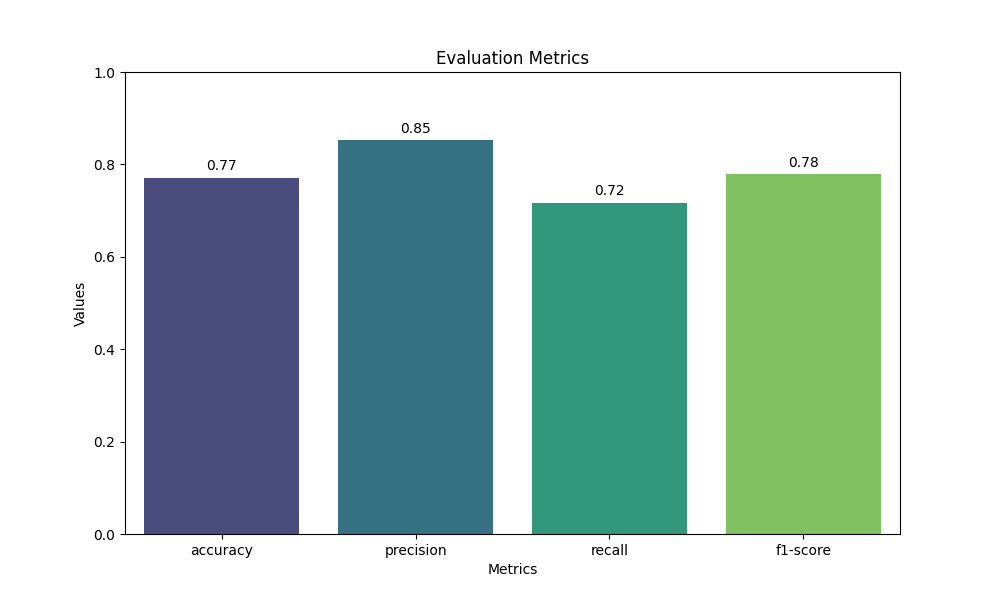 Evaluation Metrics
1.0
0.8
0.6
0.4
0.2
0.0
Values
0.77
0.85
0.72
0.78
accuracy precision recall f1-score
Metrics